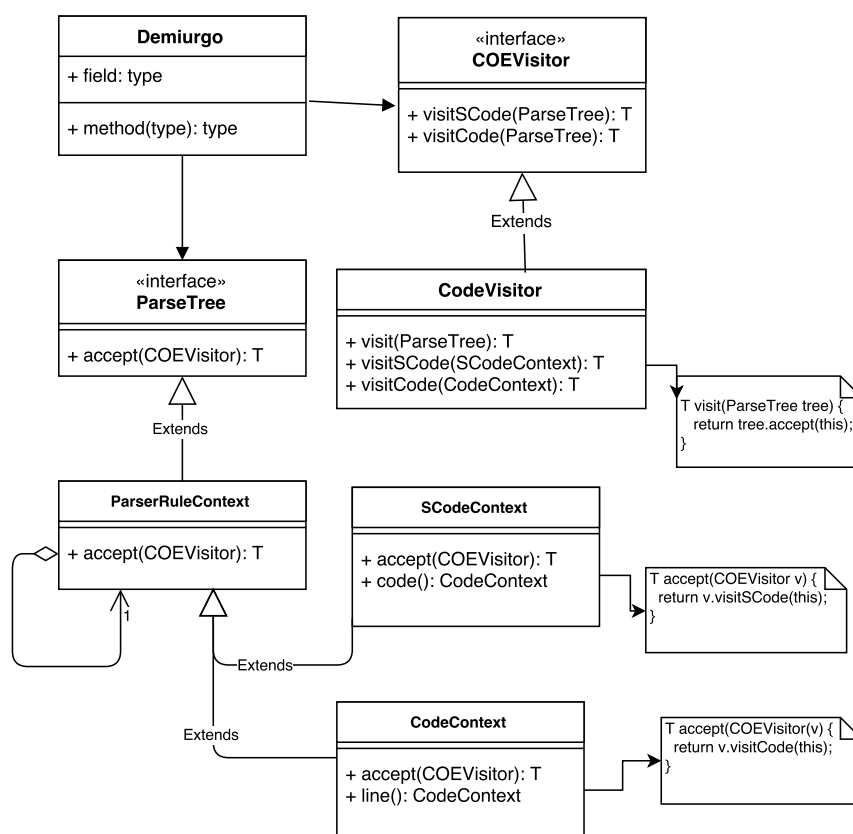 Demiurgo
+ field: type
+ method(type): type
«interface»
COEVisitor
+ visitSCode(ParseTree): T
+ visitCode(ParseTree): T
Extends
«interface»
ParseTree
+ accept(COEVisitor): T
CodeVisitor
+ visit(ParseTree): T
+ visitSCode(SCodeContext): T
+ visitCode(CodeContext): T
T visit(ParseTree tree) {
return tree.accept(this);
}
Extends
ParserRuleContext
+ accept(COEVisitor): T
1
SCodeContext
+ accept(COEVisitor): T
+ code(): CodeContext
T accept(COEVisitor v) {
return v.visitSCode(this);
}
Extends
Extends
CodeContext
+ accept(COEVisitor): T
+ line(): CodeContext
T accept(COEVisitor(v) {
return v.visitCode(this);
}